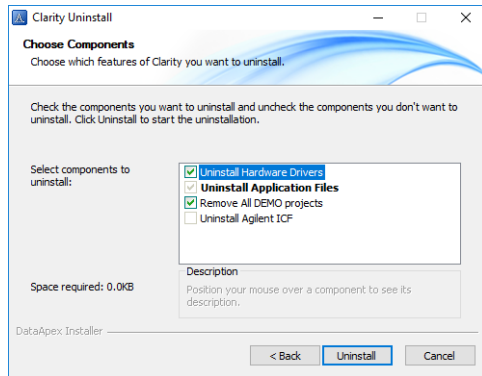 Clarity Uninstall
Choose Components
Choose which features of Clarity you want to uninstall.
Check the components you want to uninstall and uncheck the components you don't want to
uninstall. Click Uninstall to start the uninstallation.
Select components to
uninstall:
Uninstall Hardware Drivers
Uninstall Application Files
Remove All DEMO projects
Uninstall Agilent ICF
Space required: 0.0KB
Description
Position your mouse over a component to see its
description.
DataApex Installer
< Back
Uninstall
Cancel